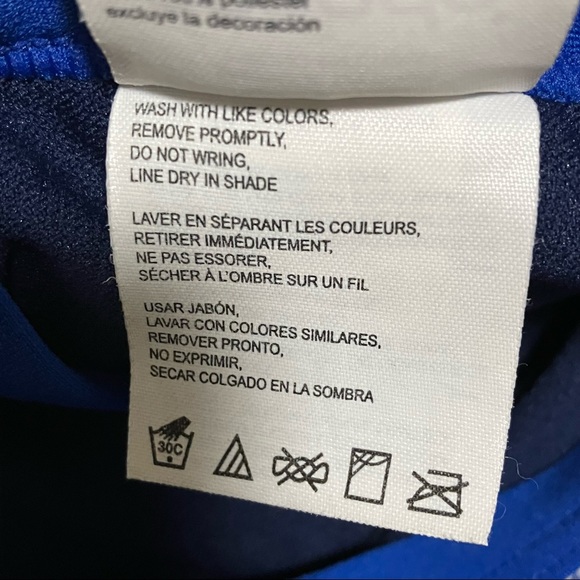 poliéster
excluye la decoración
WASH WITH LIKE COLORS,
REMOVE PROMPTLY,
DO NOT WRING,
LINE DRY IN SHADE
LAVER EN SÉPARANT LES COULEURS,
RETIRER IMMÉDIATEMENT,
NE PAS ESSORER,
SÉCHER À L'OMBRE SUR UN FIL
USAR JABÓN,
LAVAR CON COLORES SIMILARES,
REMOVER PRONTO,
NO EXPRIMIR,
SECAR COLGADO EN LA SOMBRA
30C